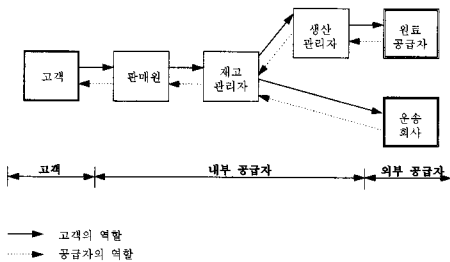 고객
판매원
재고
관리자
생산
관리자
원료
공급자
운송
회사
고객
내부 공급자
외부 공급자
고객의 역할
공급자의 역할